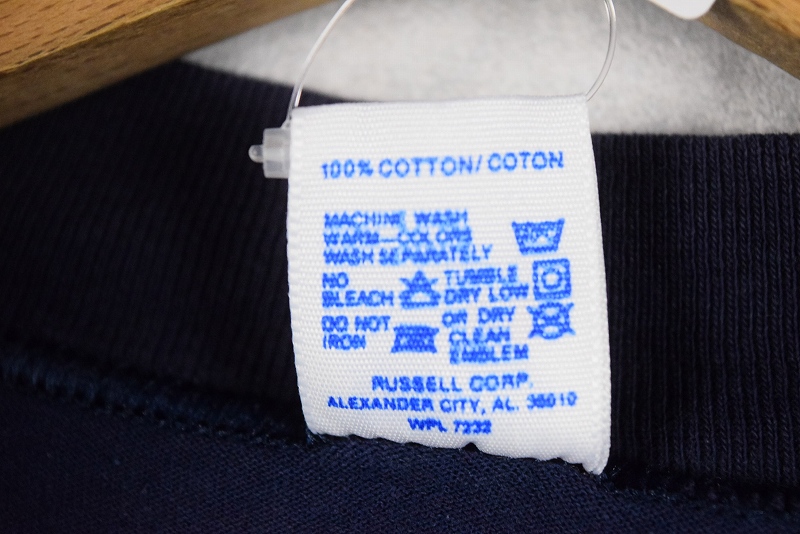 100% COTTON/COTON
MACHINE WASH
WARM—COLORS
WASH SEPARATELY
NO
BLEACH
TUMBLE
DRY LOW
DO NOT
IRON
OR DRY
CLEAN
EMBLEM
RUSSELL CORP.
ALEXANDER CITY, AL. 35010
WPL 7232